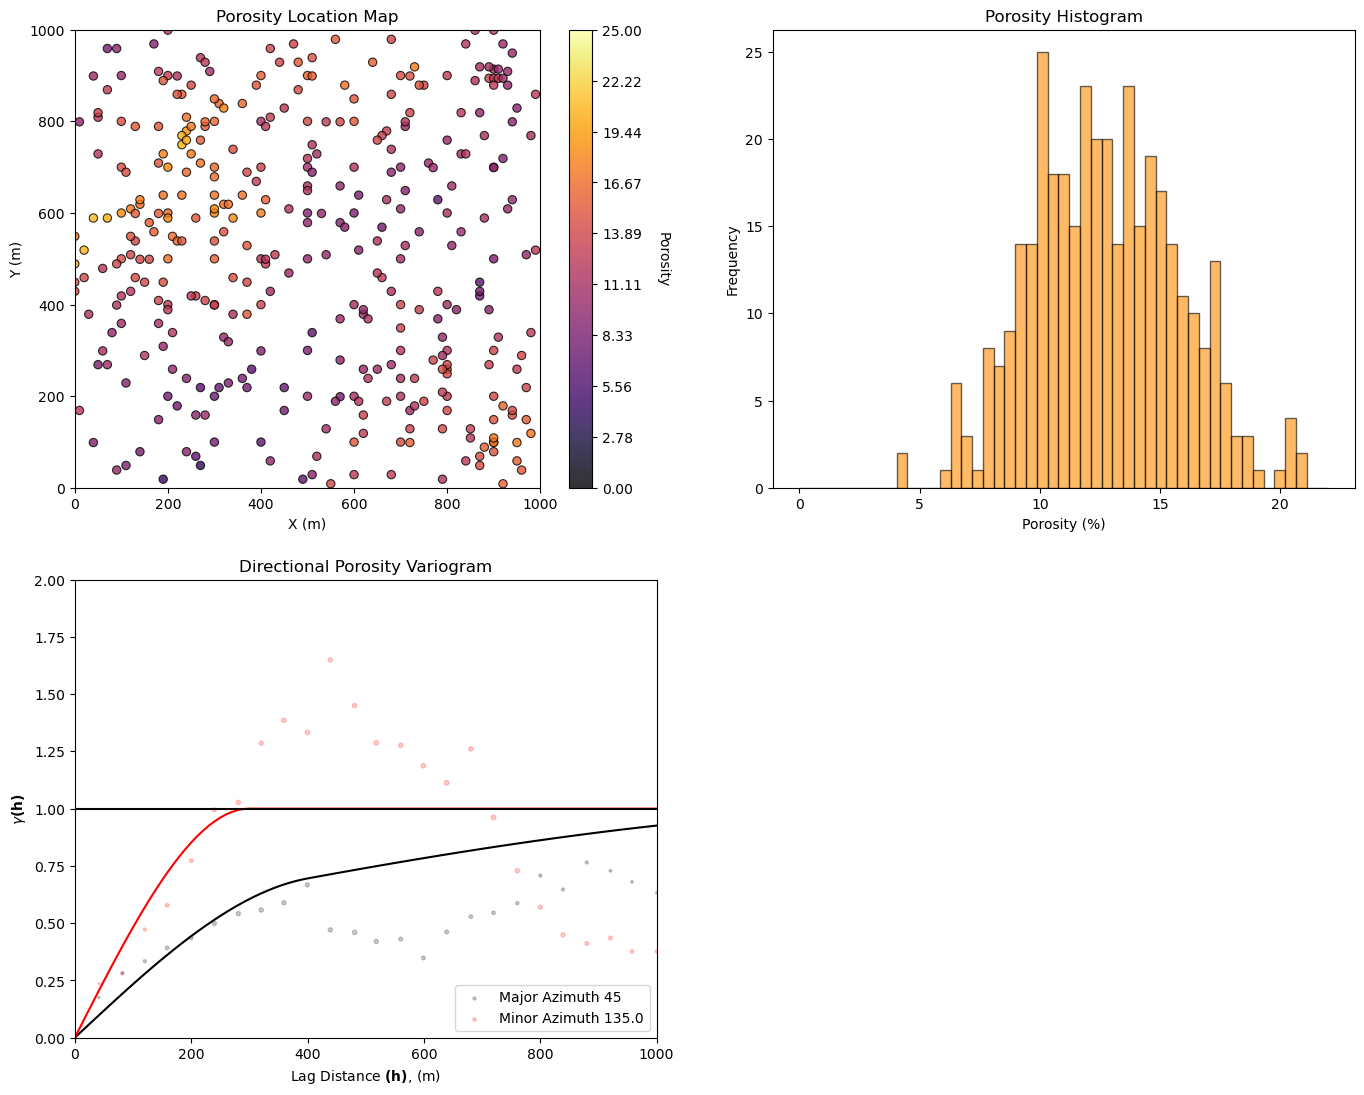 Porosity Location Map
1000
800
600
400
200
0
Y (m)
0 200 400 600 800 1000
X (m)
25.00
22.22
19.44
16.67
13.89
11.11
8.33
5.56
2.78
0.00
Porosity
Porosity Histogram
25
20
15
10
5
0
Frequency
0 5 10 15 20
Porosity (%)
Directional Porosity Variogram
2.00
1.75
1.50
1.25
1.00
0.75
0.50
0.25
0.00
γ(h)
Major Azimuth 45
Minor Azimuth 135.0
0 200 400 600 800 1000
Lag Distance (h), (m)